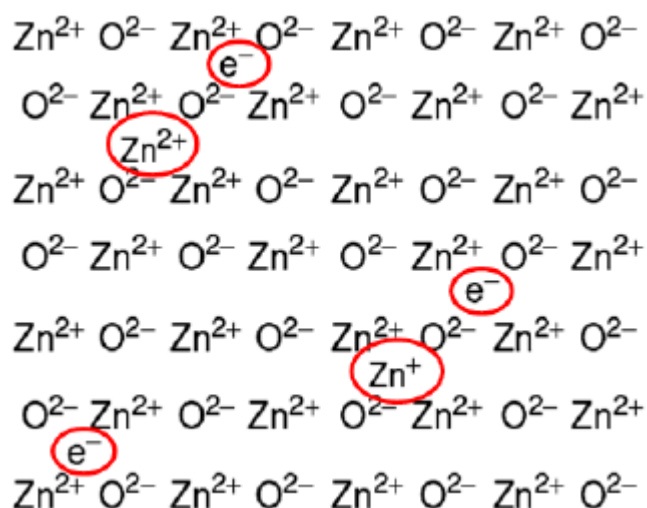 Zn²⁺ O²⁻ Zn²⁺ O²⁻ Zn²⁺ O²⁻ Zn²⁺ O²⁻
e⁻
O²⁻ Zn²⁺ O²⁻ Zn²⁺ O²⁻ Zn²⁺ O²⁻ Zn²⁺
Zn²⁺
Zn²⁺ O²⁻ Zn²⁺ O²⁻ Zn²⁺ O²⁻ Zn²⁺ O²⁻
O²⁻ Zn²⁺ O²⁻ Zn²⁺ O²⁻ Zn²⁺ O²⁻ Zn²⁺
e⁻
Zn²⁺ O²⁻ Zn²⁺ O²⁻ Zn²⁺ O²⁻ Zn²⁺ O²⁻
Zn⁺
O²⁻ Zn²⁺ O²⁻ Zn²⁺ O²⁻ Zn²⁺ O²⁻ Zn²⁺
e⁻
Zn²⁺ O²⁻ Zn²⁺ O²⁻ Zn²⁺ O²⁻ Zn²⁺ O²⁻